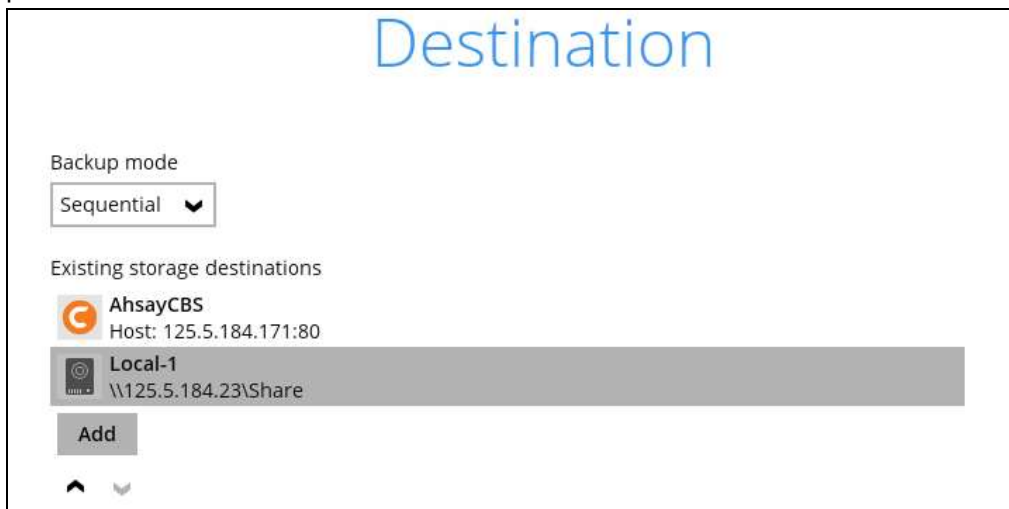 Destination
Backup mode
Sequential
Existing storage destinations
AhsayCBS
Host: 125.5.184.171:80
Local-1
\\125.5.184.23\Share
Add